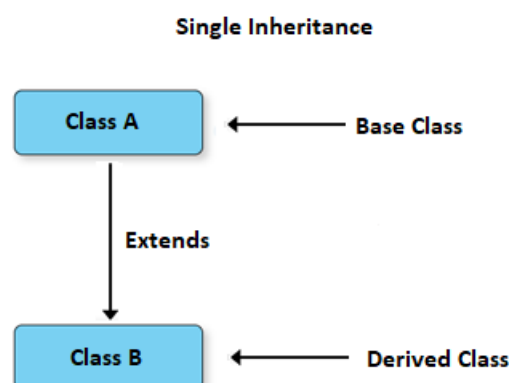 Single Inheritance
Class A
Base Class
Extends
Class B
Derived Class